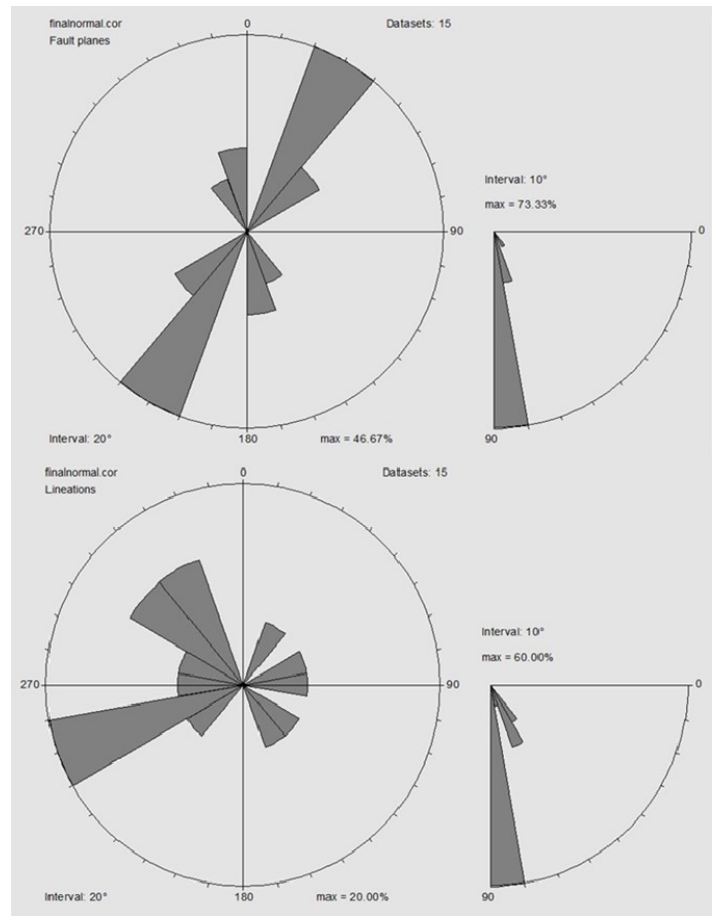 finalnormal.cor
Fault planes
0
Datasets: 15
Interval: 10°
max = 73.33%
270
90
0
90
Interval: 20°
180
max = 46.67%
finalnormal.cor
Lineations
0
Datasets: 15
Interval: 10°
max = 60.00%
270
90
0
90
Interval: 20°
180
max = 20.00%